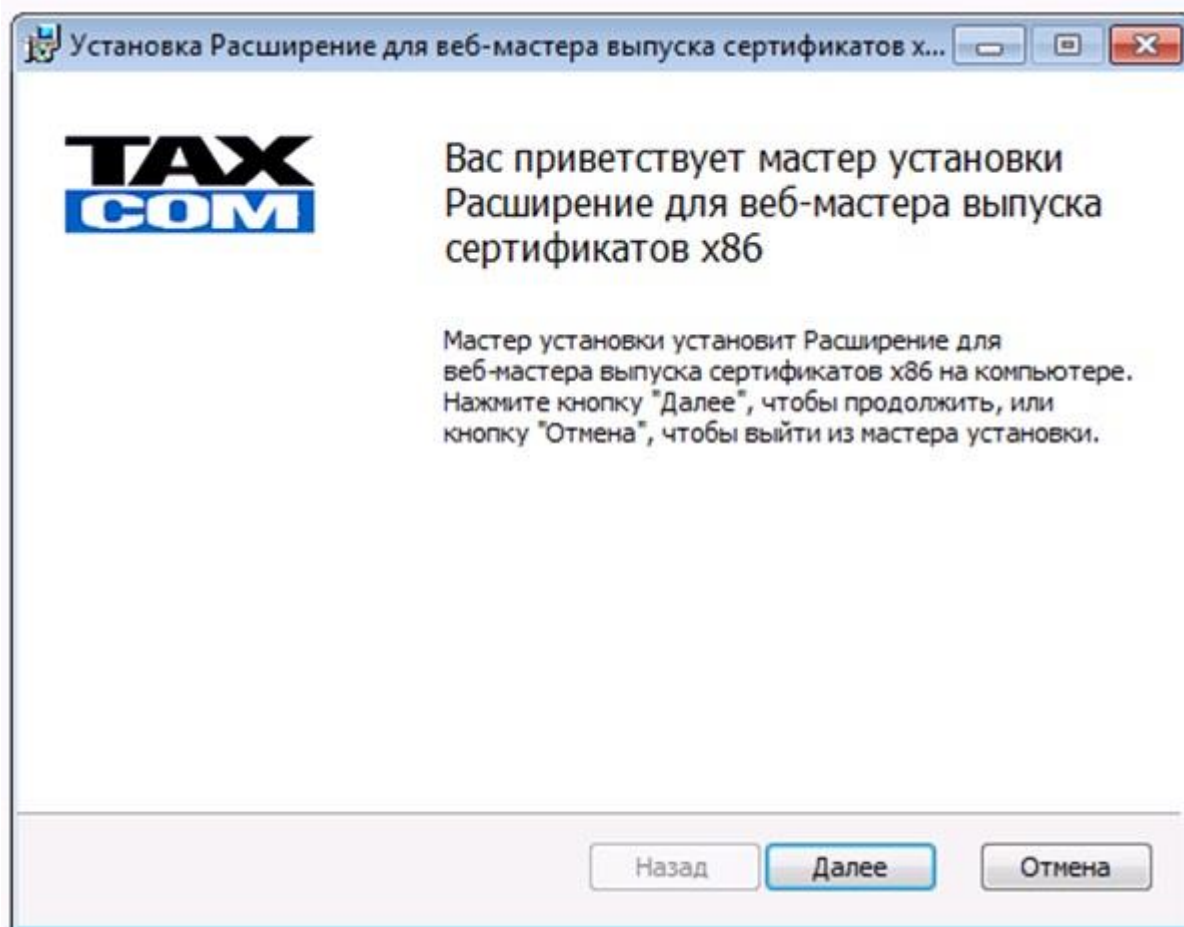 Установка Расширение для веб-мастера выпуска сертификатов x...
TAX
COM
Вас приветствует мастер установки
Расширение для веб-мастера выпуска
сертификатов x86
Мастер установки установит Расширение для
веб-мастера выпуска сертификатов x86 на компьютере.
Нажмите кнопку "Далее", чтобы продолжить, или
кнопку "Отмена", чтобы выйти из мастера установки.
Назад Далее Отмена